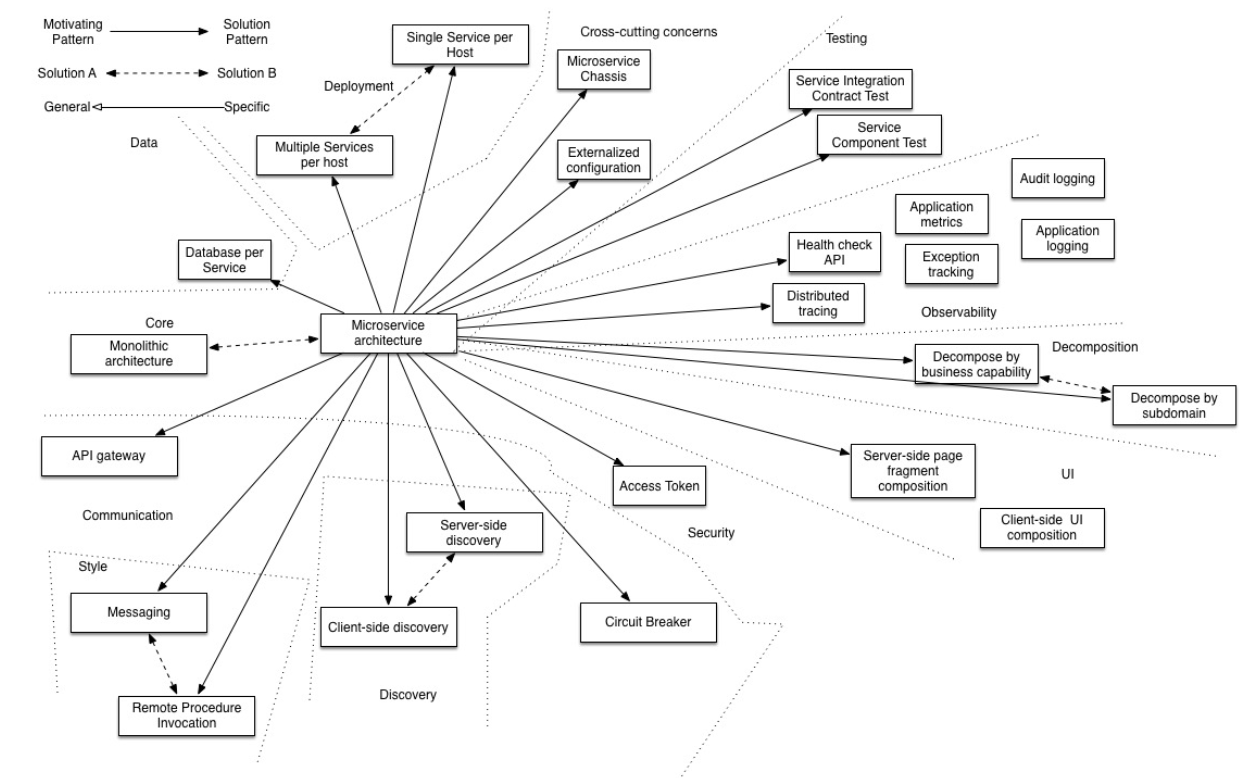 Motivating
Pattern
Solution
Pattern
Solution A
Solution B
General
Specific
Data
Deployment
Single Service per
Host
Multiple Services
per host
Cross-cutting concerns
Microservice
Chassis
Externalized
configuration
Testing
Service Integration
Contract Test
Service
Component Test
Audit logging
Application
metrics
Application
logging
Health check
API
Exception
tracking
Distributed
tracing
Observability
Database per
Service
Core
Monolithic
architecture
Microservice
architecture
Decompose by
business capability
Decomposition
Decompose by
subdomain
API gateway
Communication
Access Token
Server-side page
fragment
composition
UI
Client-side UI
composition
Security
Server-side
discovery
Style
Messaging
Client-side discovery
Circuit Breaker
Discovery
Remote Procedure
Invocation